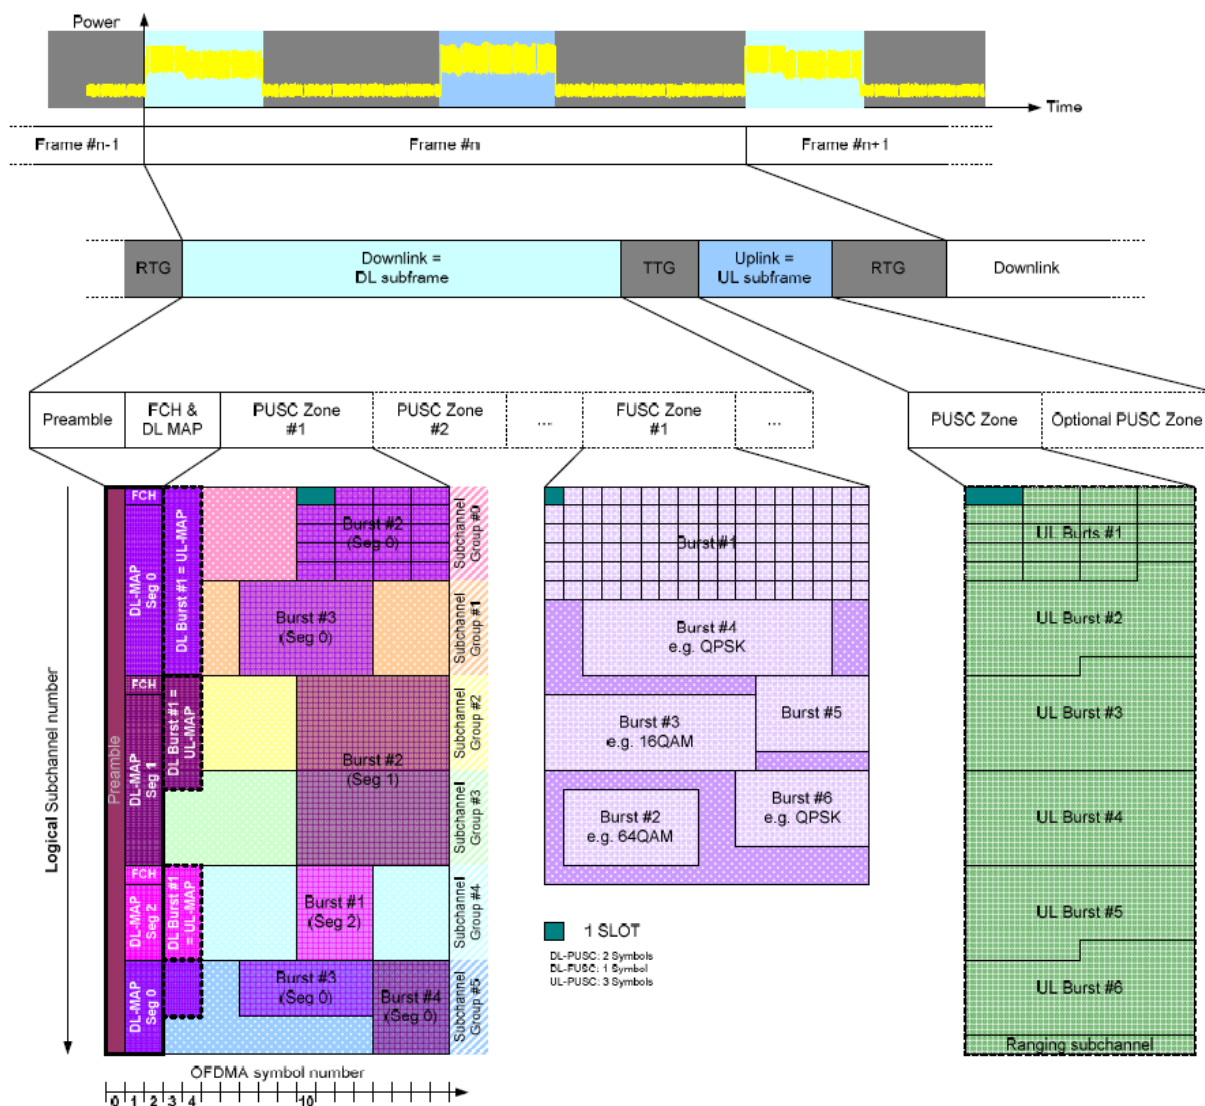 Power
Time
Frame #n-1
Frame #n
Frame #n+1
RTG
Downlink =
DL subframe
TTG
Uplink =
UL subframe
RTG
Downlink
Preamble
FCH &
DL MAP
PUSC Zone
#1
PUSC Zone
#2
...
FUSC Zone
#1
...
PUSC Zone
Optional PUSC Zone
Logical Subchannel number
Preamble
FCH
DL-MAP
Seg 0
DL Burst #1 = UL-MAP
Burst #2
(Seg 0)
Subchannel
Group #0
Burst #3
(Seg 0)
Subchannel
Group #1
FCH
DL-MAP
Seg 1
DL Burst #1 =
UL-MAP
Burst #2
(Seg 1)
Subchannel
Group #2
Subchannel
Group #3
FCH
DL-MAP
Seg 2
DL Burst #1
= UL-MAP
Burst #1
(Seg 2)
Subchannel
Group #4
DL-MAP
Seg 0
Burst #3
(Seg 0)
Burst #4
(Seg 0)
Subchannel
Group #5
OFDMA symbol number
0 1 2 3 4 10
Burst #1
Burst #4
e.g. QPSK
Burst #3
e.g. 16QAM
Burst #5
Burst #2
e.g. 64QAM
Burst #6
e.g. QPSK
1 SLOT
DL-PUSC: 2 Symbols
DL-FUSC: 1 Symbol
UL-PUSC: 3 Symbols
UL Burts #1
UL Burst #2
UL Burst #3
UL Burst #4
UL Burst #5
UL Burst #6
Ranging subchannel